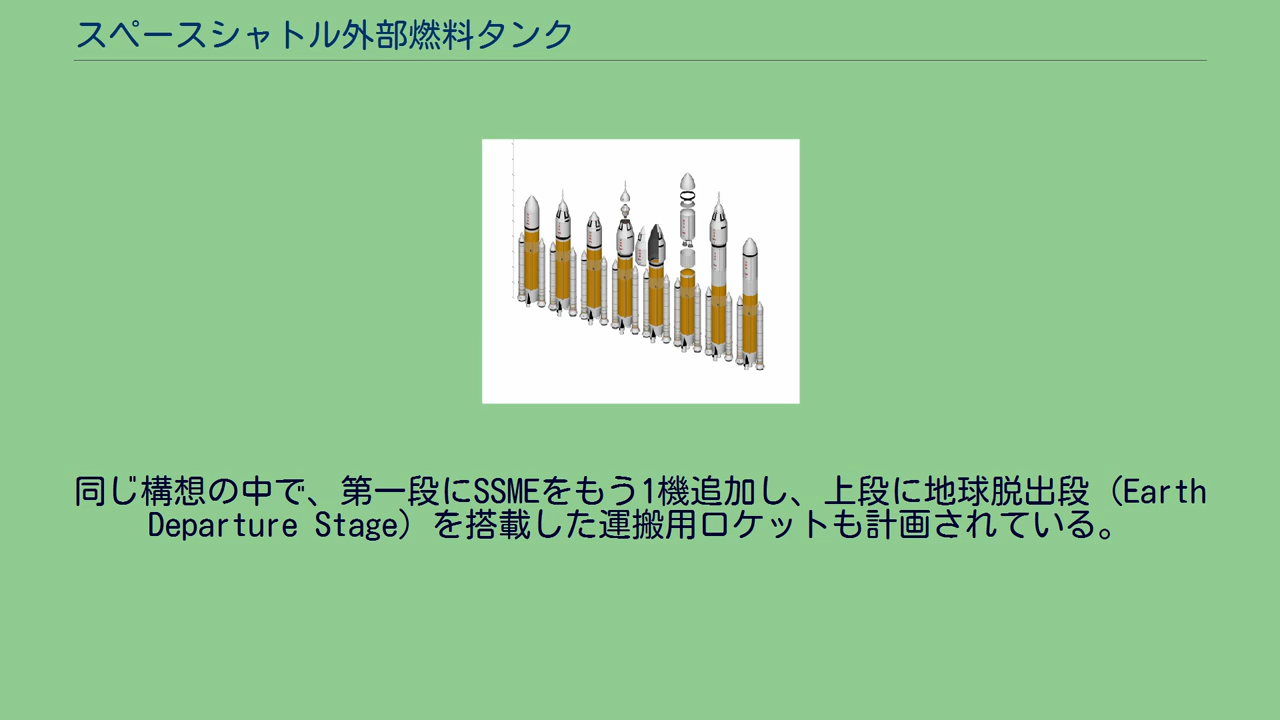 スペースシャトル外部燃料タンク
同じ構想の中で、第一段にSSMEをもう1機追加し、上段に地球脱出段（Earth
Departure Stage）を搭載した運搬用ロケットも計画されている。